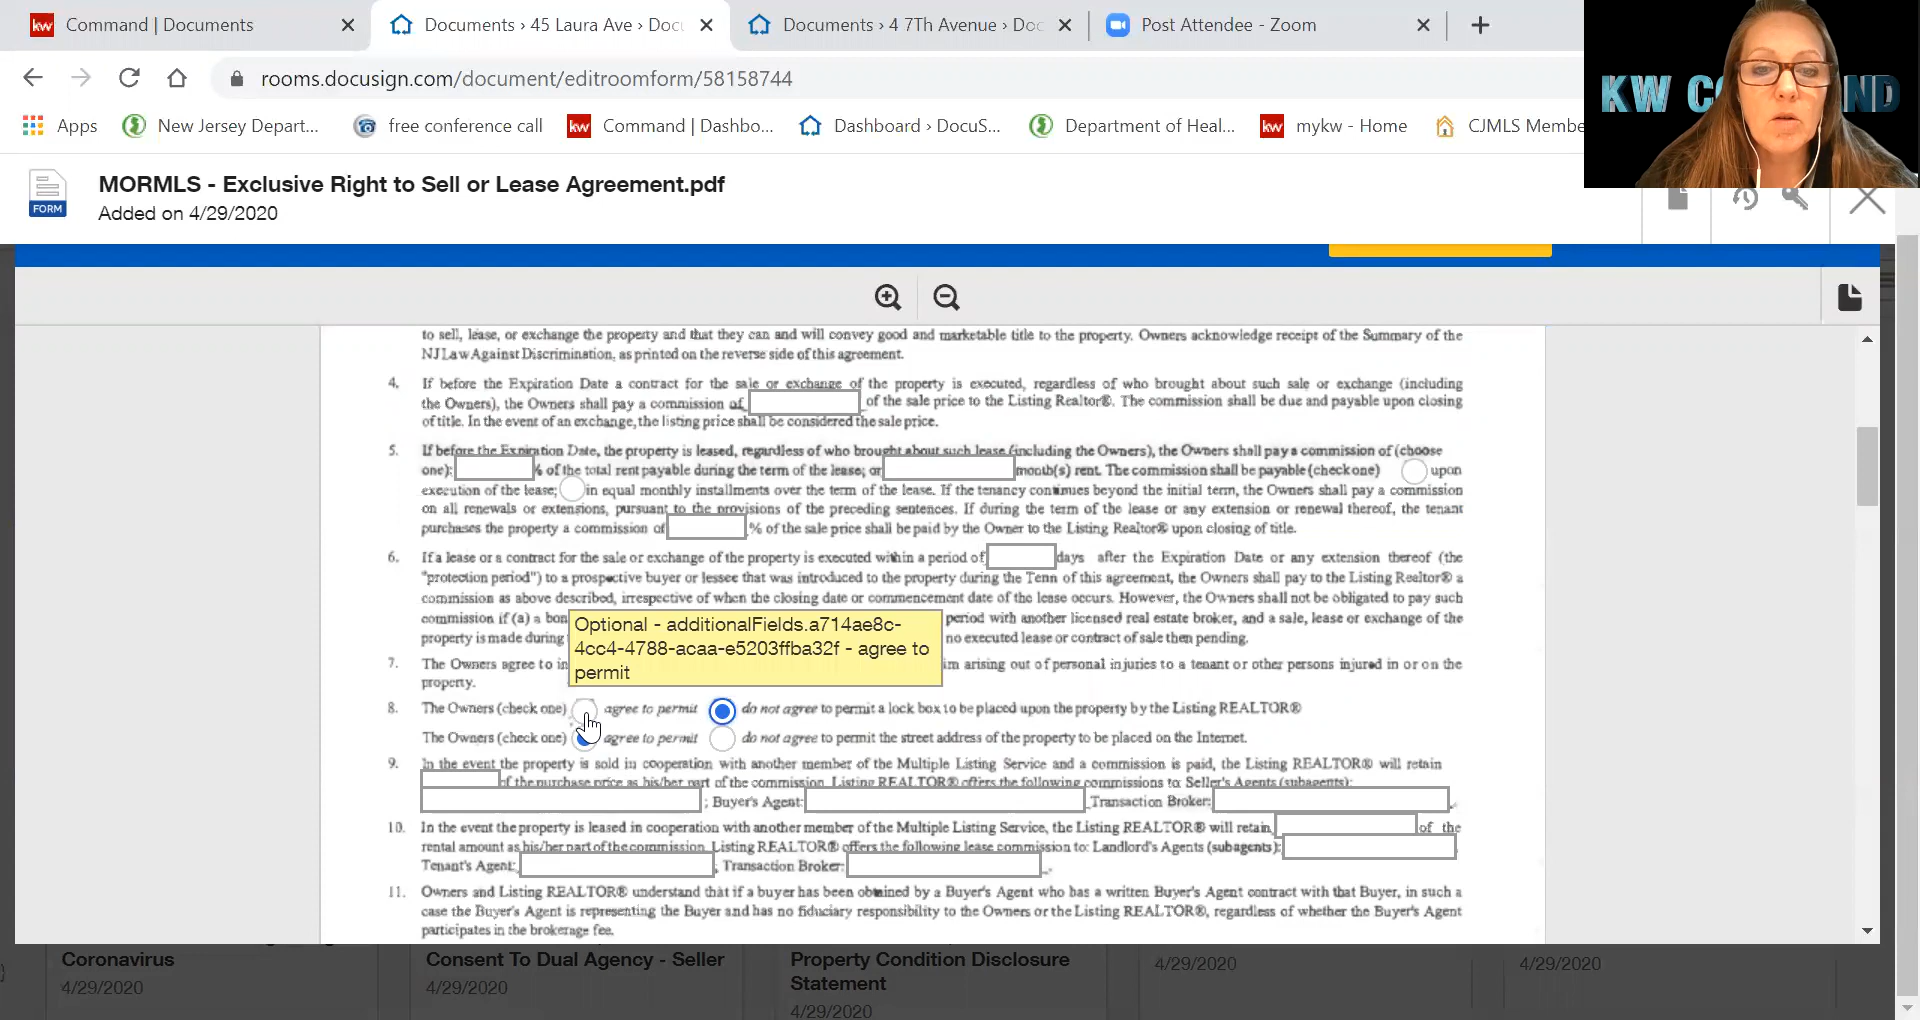 kw Command | Documents
Documents › 45 Laura Ave › Doc
Documents › 4 7Th Avenue › Doc
Post Attendee - Zoom
rooms.docusign.com/document/editroomform/58158744
Apps
New Jersey Depart...
free conference call
kw Command | Dashbo...
Dashboard › DocuS...
Department of Heal...
kw mykw - Home
CJMLS Membe
KW C ND
FORM
MORMLS - Exclusive Right to Sell or Lease Agreement.pdf
Added on 4/29/2020
to sell, lease, or exchange the property and that they can and will convey good and marketable title to the property. Owners acknowledge receipt of the Summary of the
NJ Law Against Discrimination, as printed on the reverse side of this agreement.
4. If before the Expiration Date a contract for the sale or exchange of the property is executed, regardless of who brought about such sale or exchange (including
the Owners), the Owners shall pay a commission of of the sale price to the Listing Realtor®. The commission shall be due and payable upon closing
of title. In the event of an exchange, the listing price shall be considered the sale price.
5. If before the Expiration Date, the property is leased, regardless of who brought about such lease (including the Owners), the Owners shall pay a commission of (choose
one): % of the total rent payable during the term of the lease; or month(s) rent. The commission shall be payable (check one) upon
execution of the lease; in equal monthly installments over the term of the lease. If the tenancy continues beyond the initial term, the Owners shall pay a commission
on all renewals or extensions, pursuant to the provisions of the preceding sentences. If during the term of the lease or any extension or renewal thereof, the tenant
purchases the property a commission of % of the sale price shall be paid by the Owner to the Listing Realtor® upon closing of title.
6. If a lease or a contract for the sale or exchange of the property is executed within a period of days after the Expiration Date or any extension thereof (the
"protection period") to a prospective buyer or lessee that was introduced to the property during the Tenn of this agreement, the Owners shall pay to the Listing Realtor® a
commission as above described, irrespective of when the closing date or commencement date of the lease occurs. However, the Owners shall not be obligated to pay such
commission if (a) a bon period with another licensed real estate broker, and a sale, lease or exchange of the
property is made during no executed lease or contract of sale then pending.
Optional - additionalFields.a714ae8c-
4cc4-4788-acaa-e5203ffba32f - agree to
permit
7. The Owners agree to in im arising out of personal injuries to a tenant or other persons injured in or on the
property.
8. The Owners (check one) agree to permit do not agree to permit a lock box to be placed upon the property by the Listing REALTOR®
The Owners (check one) agree to permit do not agree to permit the street address of the property to be placed on the Internet.
9. In the event the property is sold in cooperation with another member of the Multiple Listing Service and a commission is paid, the Listing REALTOR® will retain
of the purchase price as his/her part of the commission. Listing REALTOR® offers the following commissions to: Seller's Agents (subagents):
; Buyer's Agent: Transaction Broker: .
10. In the event the property is leased in cooperation with another member of the Multiple Listing Service, the Listing REALTOR® will retain of the
rental amount as his/her part of the commission. Listing REALTOR® offers the following lease commission to: Landlord's Agents (subagents):
Tenant's Agent: ; Transaction Broker: .
11. Owners and Listing REALTOR® understand that if a buyer has been obtained by a Buyer's Agent who has a written Buyer's Agent contract with that Buyer, in such a
case the Buyer's Agent is representing the Buyer and has no fiduciary responsibility to the Owners or the Listing REALTOR®, regardless of whether the Buyer's Agent
participates in the brokerage fee.
Coronavirus
4/29/2020
Consent To Dual Agency - Seller
4/29/2020
Property Condition Disclosure
Statement
4/29/2020
4/29/2020
4/29/2020